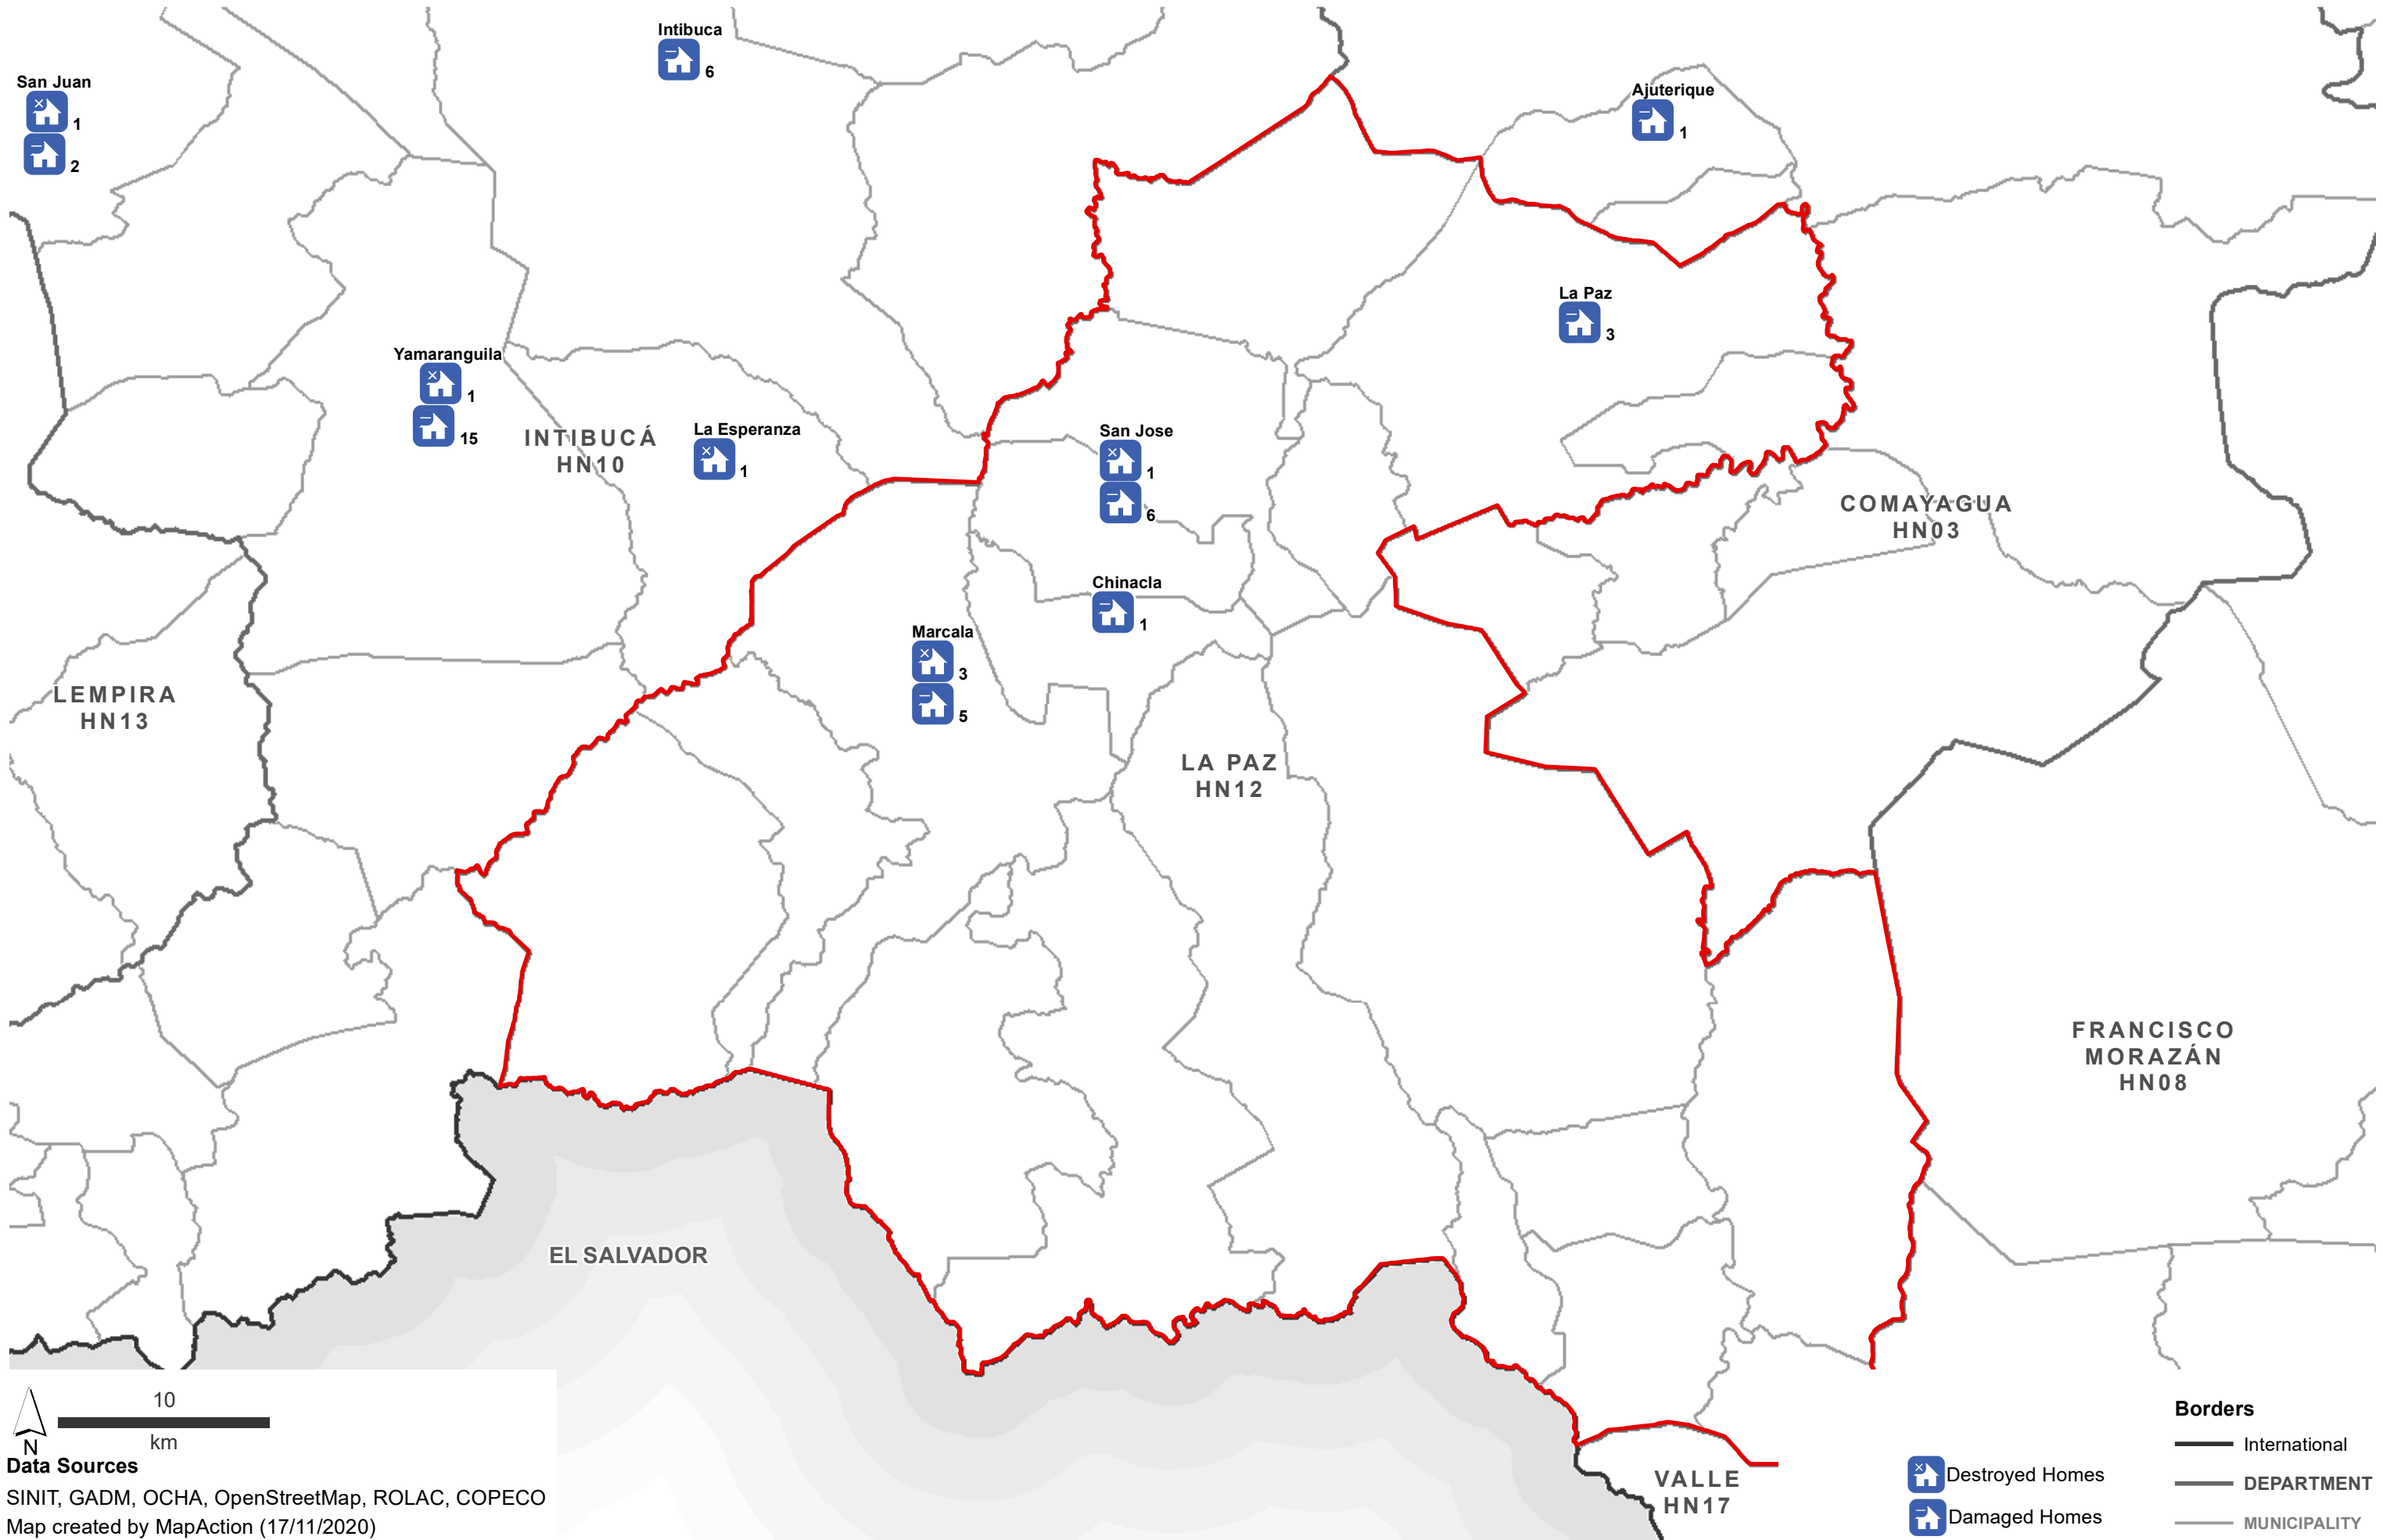 Intibuca
6
San Juan
1
2
Ajuterique
1
La Paz
3
Yamaranguila
1
15
INTIBUCÁ
HN10
La Esperanza
1
San Jose
1
6
COMAYAGUA
HN03
Chinacla
1
Marcala
3
5
LEMPIRA
HN13
LA PAZ
HN12
FRANCISCO
MORAZÁN
HN08
EL SALVADOR
10
km
N
Data Sources
SINIT, GADM, OCHA, OpenStreetMap, ROLAC, COPECO
Map created by MapAction (17/11/2020)
VALLE
HN17
Destroyed Homes
Damaged Homes
Borders
International
DEPARTMENT
MUNICIPALITY